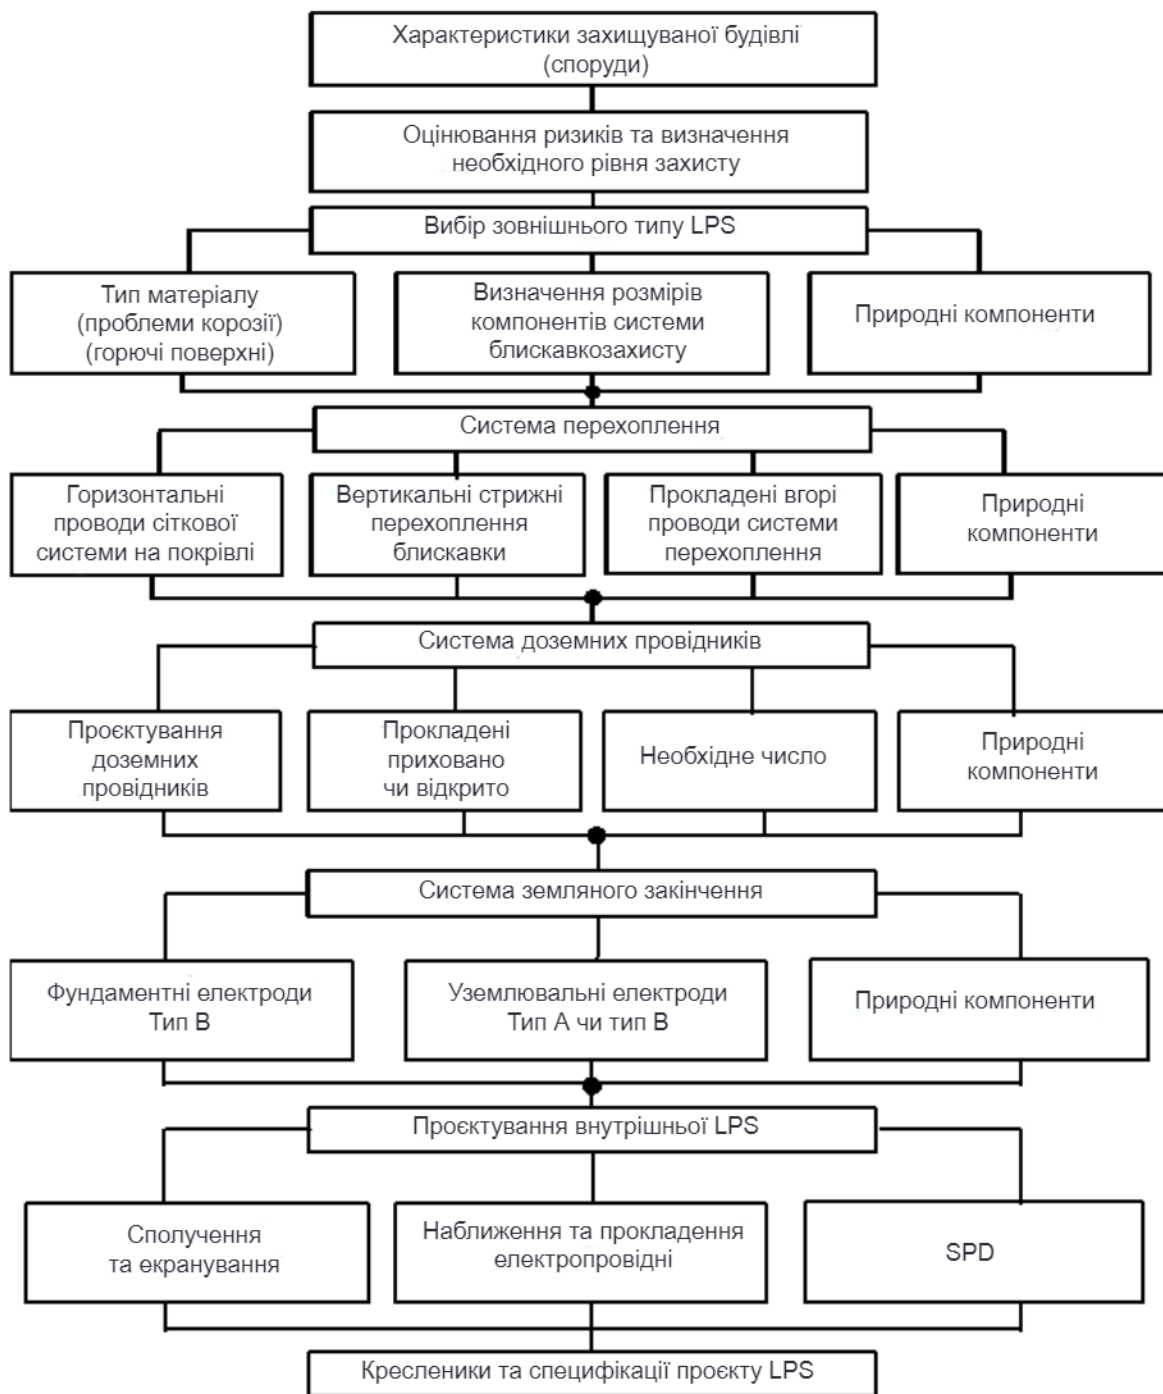 Характеристики захищуваної будівлі
(споруди)
Оцінювання ризиків та визначення
необхідного рівня захисту
Вибір зовнішнього типу LPS
Тип матеріалу
(проблеми корозії)
(горючі поверхні)
Визначення розмірів
компонентів системи
блискавкозахисту
Природні компоненти
Система перехоплення
Горизонтальні
проводи сіткової
системи на покрівлі
Вертикальні стрижні
перехоплення
блискавки
Прокладені вгорі
проводи системи
перехоплення
Природні
компоненти
Система доземних провідників
Проєктування
доземних
провідників
Прокладені
приховано
чи відкрито
Необхідне число
Природні
компоненти
Система земляного закінчення
Фундаментні електроди
Тип В
Уземлювальні електроди
Тип А чи тип В
Природні компоненти
Проєктування внутрішньої LPS
Сполучення
та екранування
Наближення та прокладення
електропровідні
SPD
Кресленики та специфікації проєкту LPS